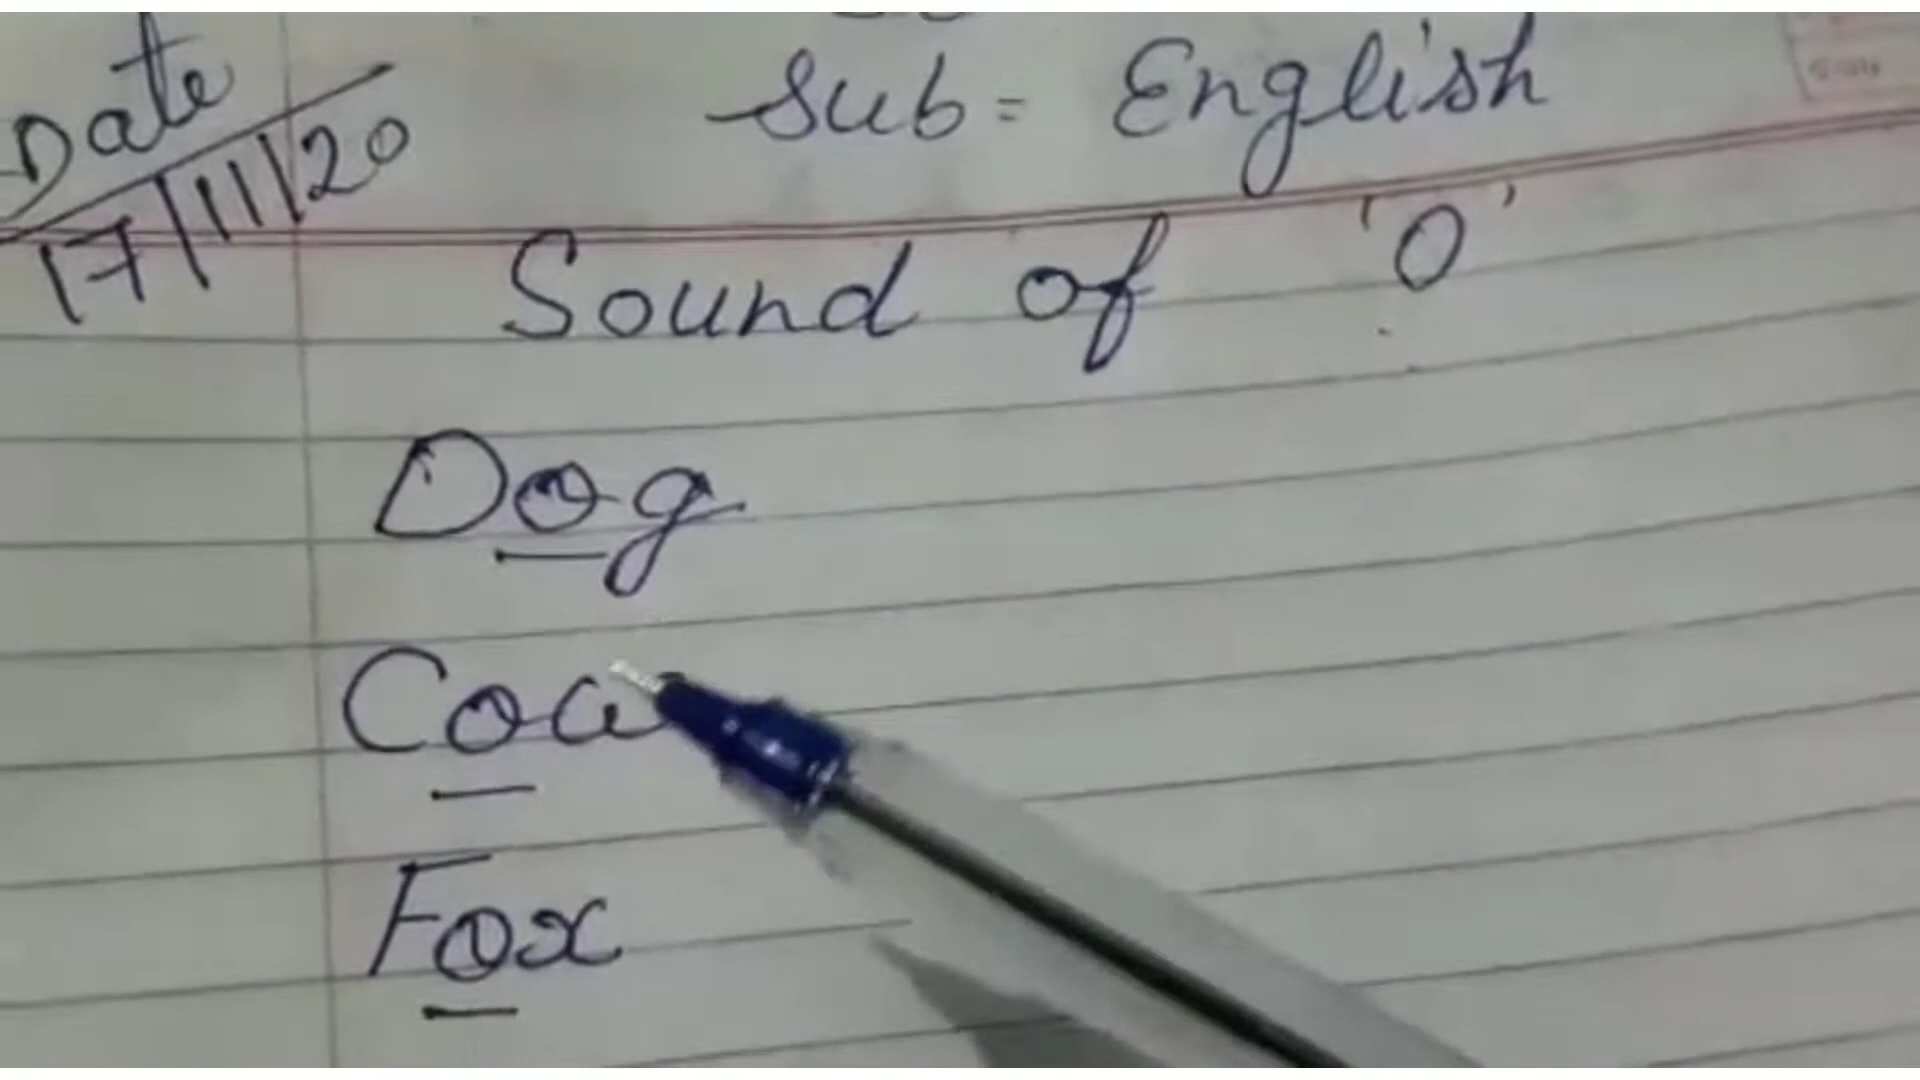 Date
17/11/20
Sub = English
Sound of 'O'
Dog
Fox